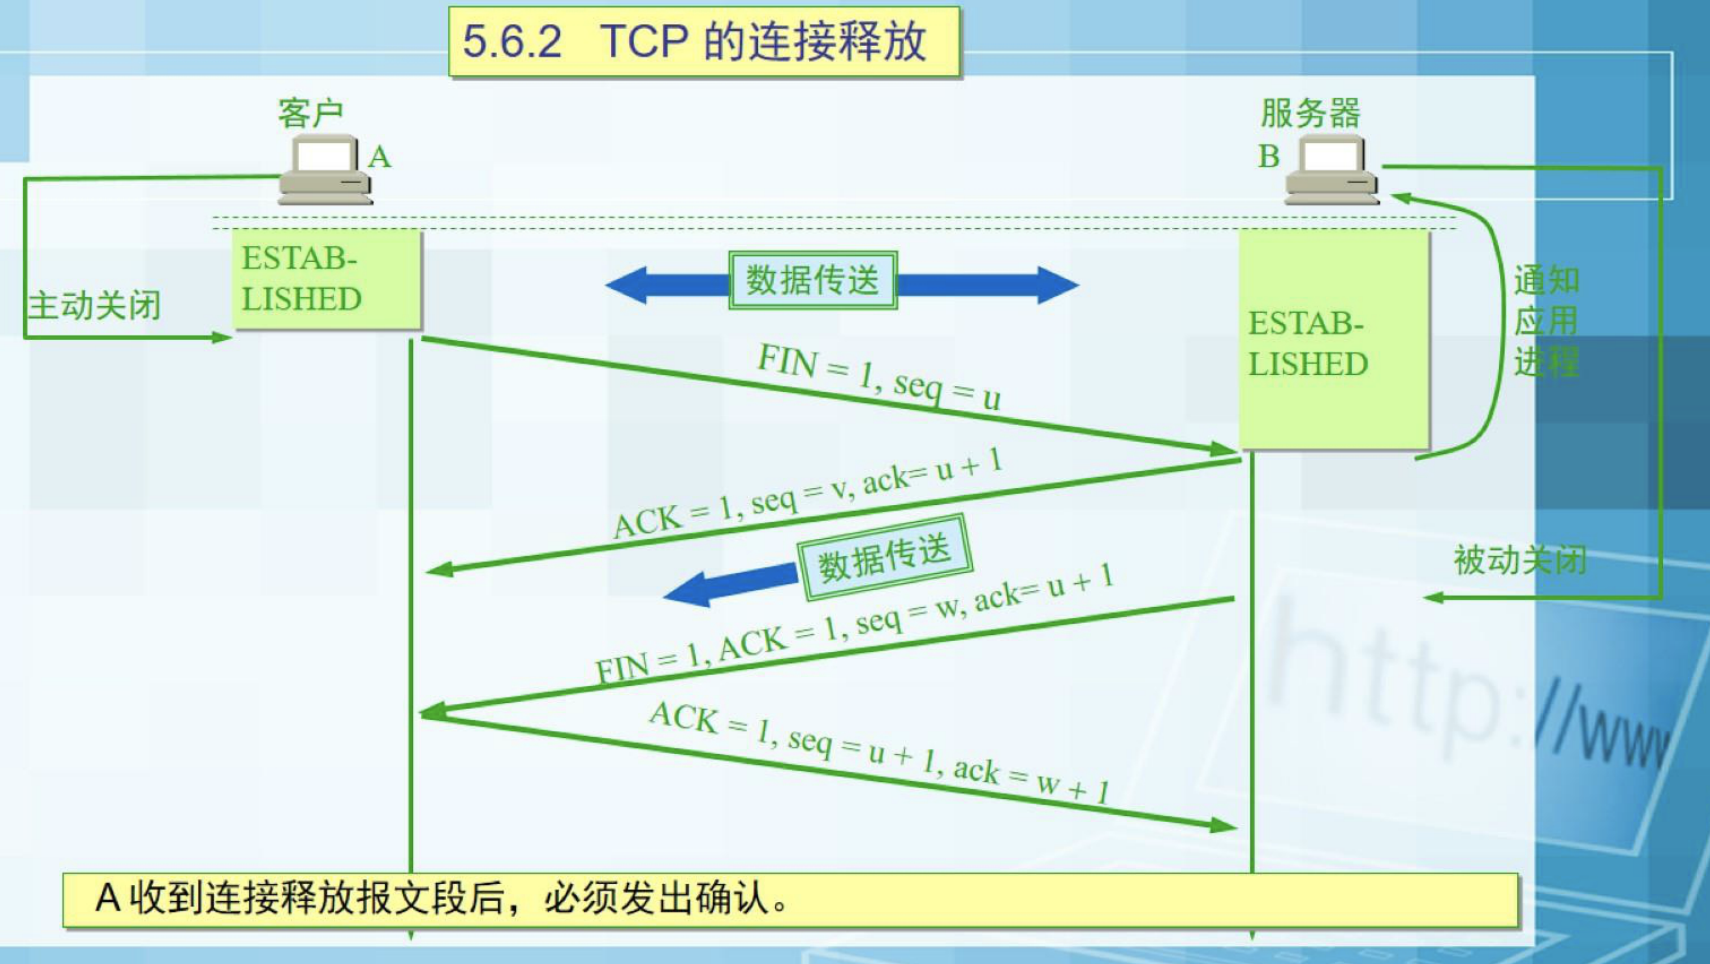 5.6.2 TCP 的连接释放
客户
A
服务器
B
ESTAB-
LISHED
数据传送
ESTAB-
LISHED
通知
应用
进程
主动关闭
FIN = 1, seq = u
ACK = 1, seq = v, ack= u + 1
数据传送
被动关闭
FIN = 1, ACK = 1, seq = w, ack= u + 1
ACK = 1, seq = u + 1, ack = w + 1
http://www
A 收到连接释放报文段后，必须发出确认。